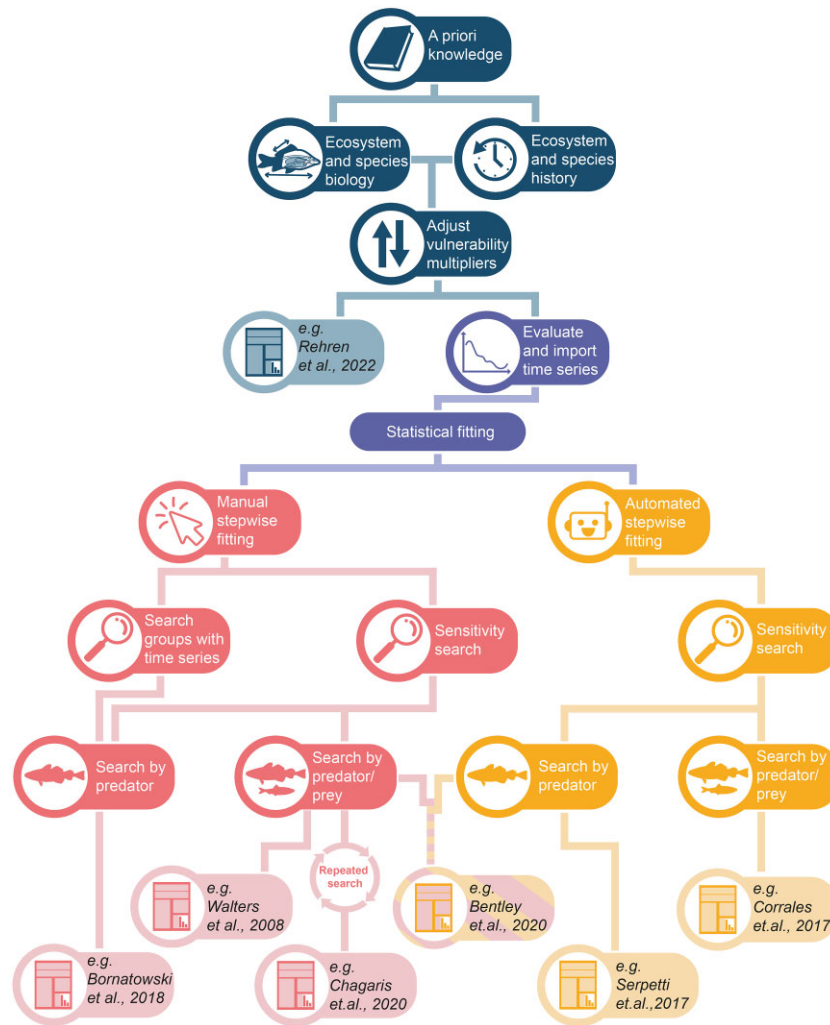 A priori
knowledge
Ecosystem
and species
biology
Ecosystem
and species
history
Adjust
vulnerability
multipliers
e.g.
Rehren
et al., 2022
Evaluate
and import
time series
Statistical fitting
Manual
stepwise
fitting
Automated
stepwise
fitting
Search
groups with
time series
Sensitivity
search
Sensitivity
search
Search by
predator
Search by
predator/
prey
Search by
predator
Search by
predator/
prey
Repeated
search
e.g.
Walters
et.al., 2008
e.g.
Bentley
et.al., 2020
e.g.
Corrales
et.al., 2017
e.g.
Bornatowski
et al., 2018
e.g.
Chagaris
et.al., 2020
e.g.
Serpetti
et.al.,2017